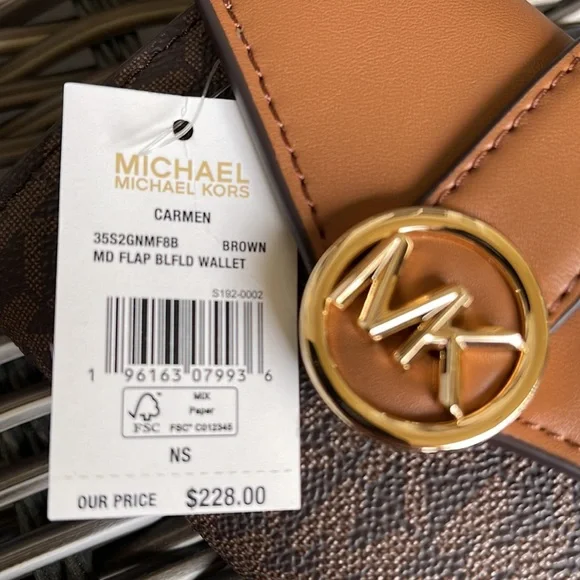 MICHAEL
MICHAEL KORS
CARMEN
35S2GNMF8B BROWN
MD FLAP BLFLD WALLET
S192-0002
1 96163 07993 6
FSC
MIX
Paper
FSC® C012345
NS
OUR PRICE $228.00
MK